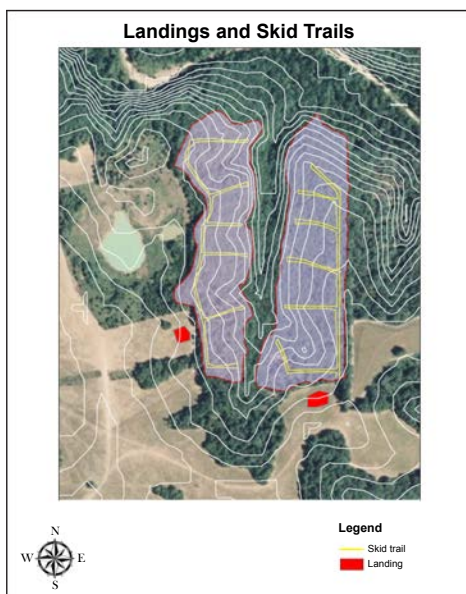 Landings and Skid Trails
N
W E
S
Legend
Skid trail
Landing